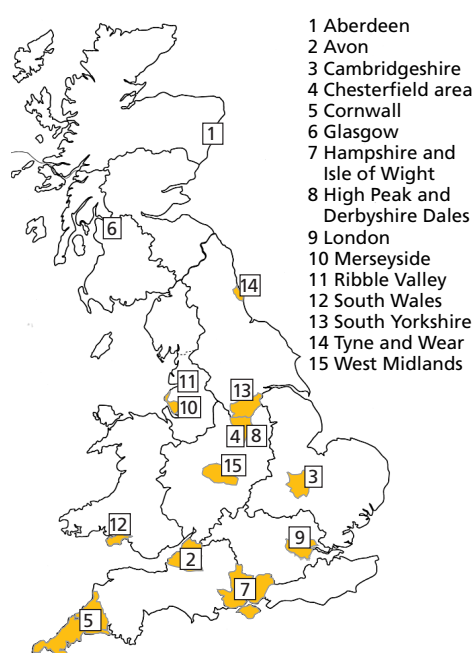 1 Aberdeen
2 Avon
3 Cambridgeshire
4 Chesterfield area
5 Cornwall
6 Glasgow
7 Hampshire and
Isle of Wight
8 High Peak and
Derbyshire Dales
9 London
10 Merseyside
11 Ribble Valley
12 South Wales
13 South Yorkshire
14 Tyne and Wear
15 West Midlands
1
6
14
11
13
10
4 8
15
3
12
9
2
7
5